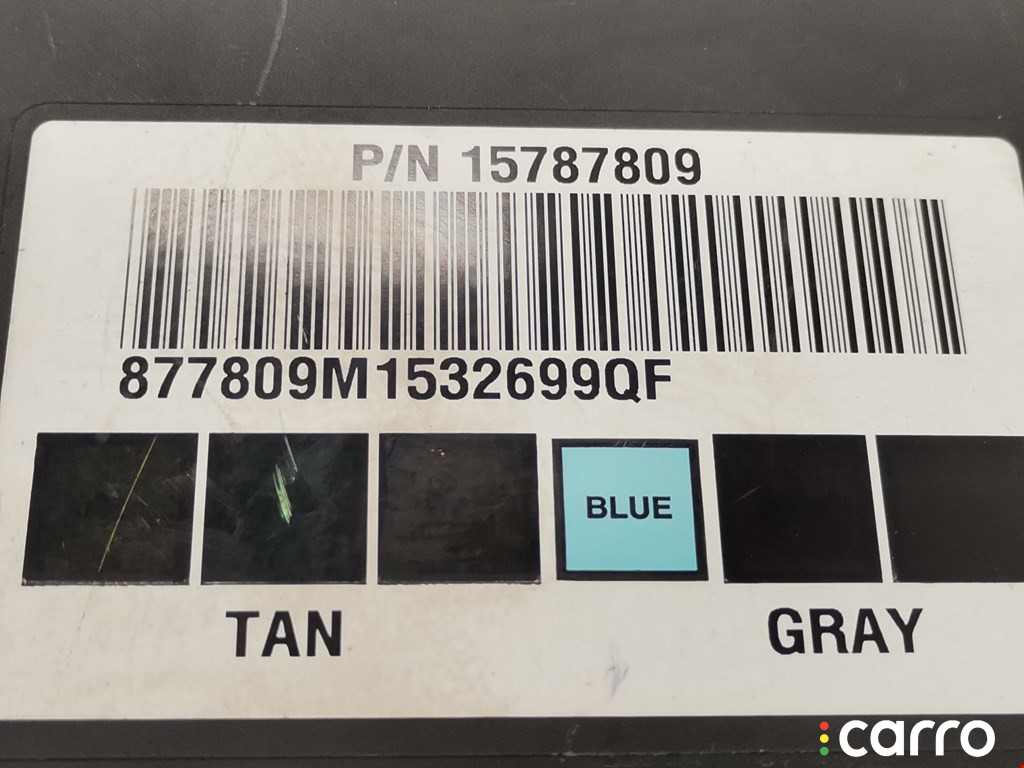 P/N 15787809
877809M1532699QF
BLUE
TAN
GRAY
carro